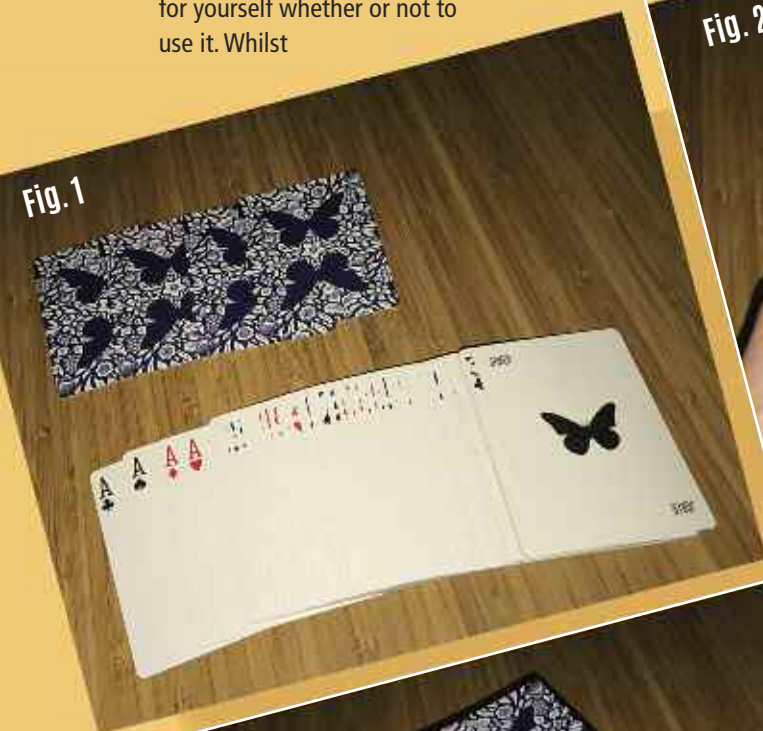 for yourself whether or not to
use it. Whilst
Fig. 1
Fig. 2
A
A
A
A